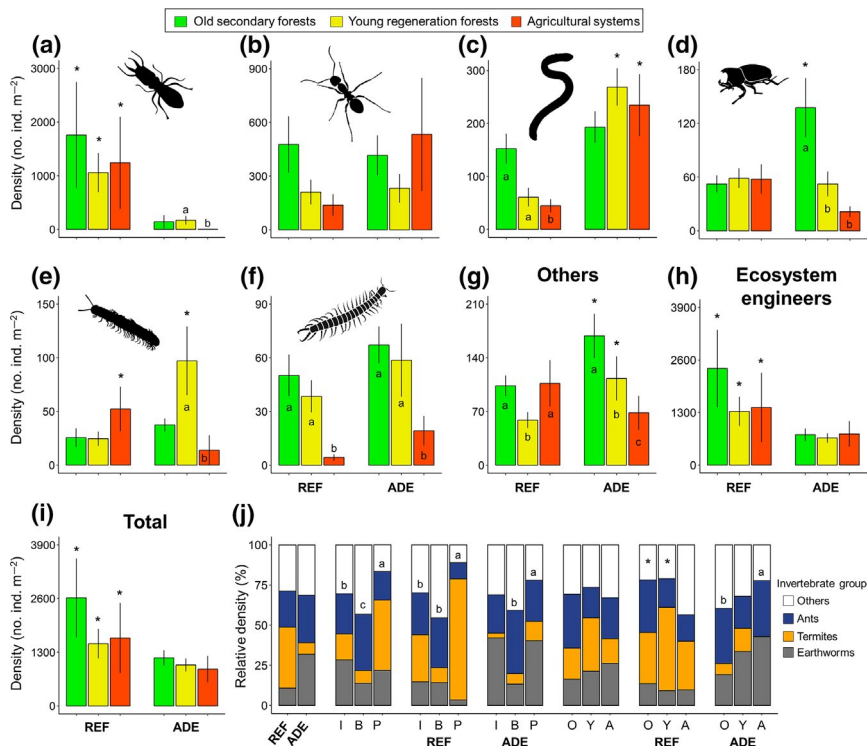 Old secondary forests Young regeneration forests Agricultural systems
(a) (b) (c) (d)
Density (no. ind. m−2)
3000
2000
1000
0
* * *
a b
900
600
300
0
300
200
100
0
a a b
* *
180
120
60
0
*
a b b
(e) (f) (g) Others (h) Ecosystem engineers
Density (no. ind. m−2)
150
100
50
0
*
*
a b
90
60
30
0
a a b
a a b
REF ADE
210
140
70
0
a b a
* *
a b c
REF ADE
3900
2600
1300
0
* * *
REF ADE
(i) Total (j)
Density (no. ind. m−2)
3900
2600
1300
0
* * *
REF ADE
Relative density (%)
100
75
50
25
0
b c a
b b a
b a
* *
b a
REF ADE I B P I B P I B P O Y A O Y A O Y A
REF ADE REF ADE
Invertebrate group
Others
Ants
Termites
Earthworms